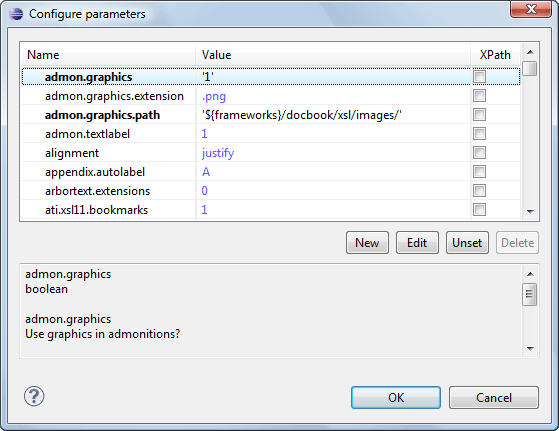 Configure parameters
Name Value XPath
admon.graphics '1'
admon.graphics.extension .png
admon.graphics.path '${frameworks}/docbook/xsl/images/'
admon.textlabel 1
alignment justify
appendix.autolabel A
arbortext.extensions 0
ati.xsl11.bookmarks 1
New Edit Unset Delete
admon.graphics
boolean
admon.graphics
Use graphics in admonitions?
? OK Cancel